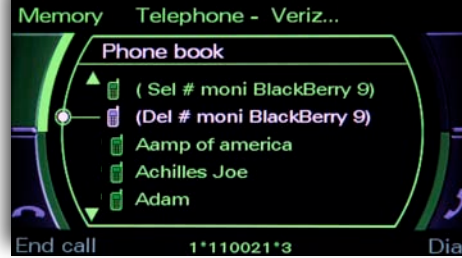 Memory Telephone - Veriz...
Phone book
( Sel # moni BlackBerry 9)
(Del # moni BlackBerry 9)
Aamp of america
Achilles Joe
Adam
End call 1*110021*3 Dia